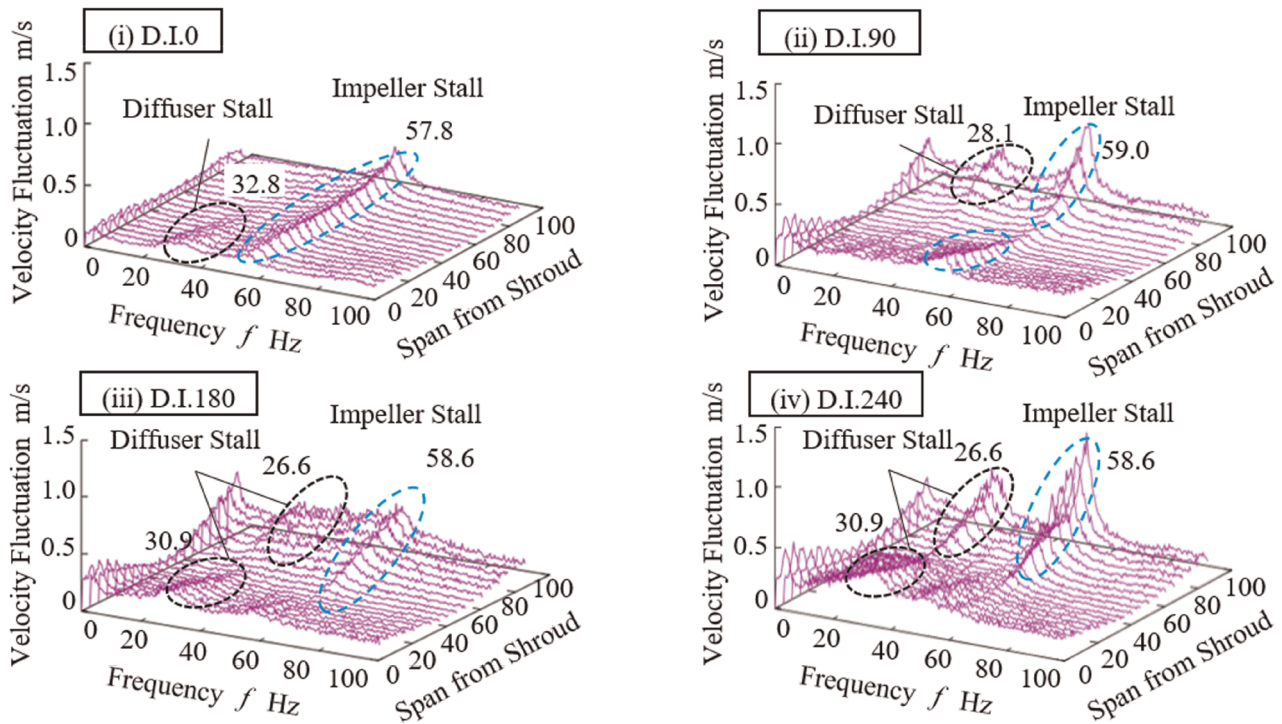 (i) D.I.0
Velocity Fluctuation m/s
1.5
1.0
0.5
0
Diffuser Stall
Impeller Stall
57.8
32.8
0 20 40 60 80 100
Frequency f Hz
0 20 40 60 80 100
Span from Shroud
(ii) D.I.90
Velocity Fluctuation m/s
1.5
1.0
0.5
0
Diffuser Stall
Impeller Stall
28.1
59.0
0 20 40 60 80 100
Frequency f Hz
0 20 40 60 80 100
Span from Shroud
(iii) D.I.180
Velocity Fluctuation m/s
1.5
1.0
0.5
0
Diffuser Stall
Impeller Stall
26.6
58.6
30.9
0 20 40 60 80 100
Frequency f Hz
0 20 40 60 80 100
Span from Shroud
(iv) D.I.240
Velocity Fluctuation m/s
1.5
1.0
0.5
0
Diffuser Stall
Impeller Stall
26.6
58.6
30.9
0 20 40 60 80 100
Frequency f Hz
0 20 40 60 80 100
Span from Shroud